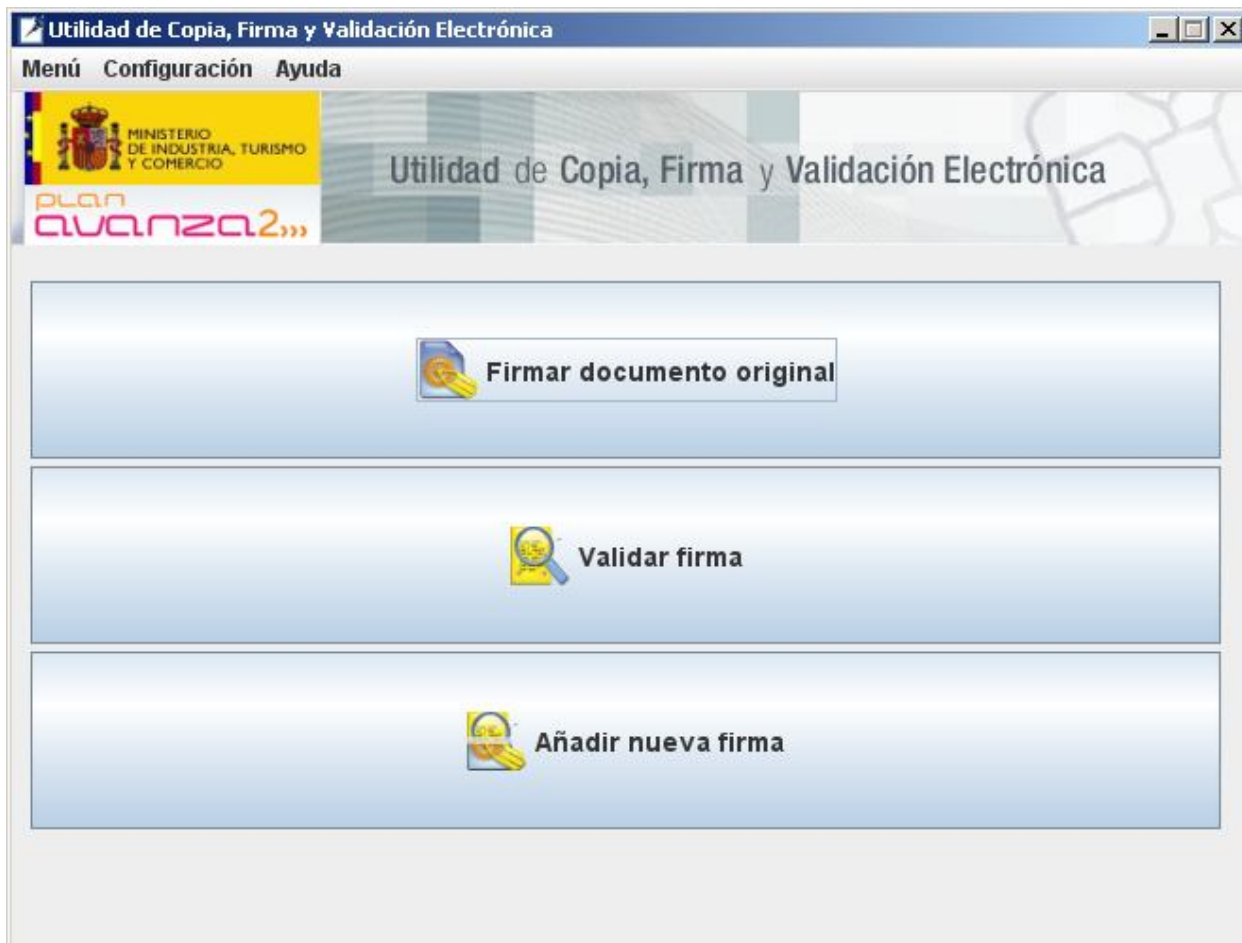 Utilidad de Copia, Firma y Validación Electrónica
Menú Configuración Ayuda
MINISTERIO
DE INDUSTRIA, TURISMO
Y COMERCIO
PLAN
avanza2
Utilidad de Copia, Firma y Validación Electrónica
Firmar documento original
Validar firma
Añadir nueva firma